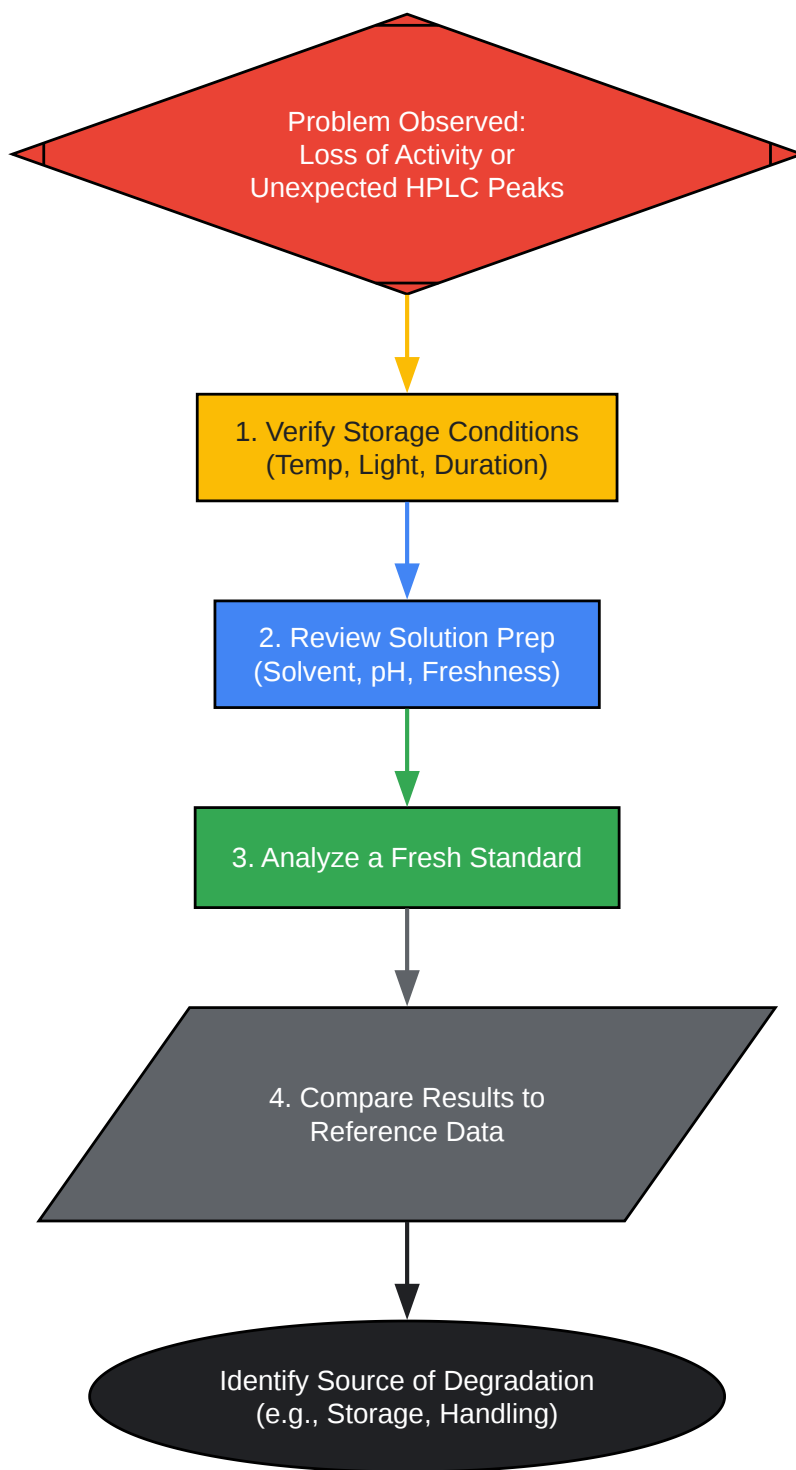 Problem Observed:
Loss of Activity or
Unexpected HPLC Peaks
1. Verify Storage Conditions
(Temp, Light, Duration)
2. Review Solution Prep
(Solvent, pH, Freshness)
3. Analyze a Fresh Standard
4. Compare Results to
Reference Data
Identify Source of Degradation
(e.g., Storage, Handling)